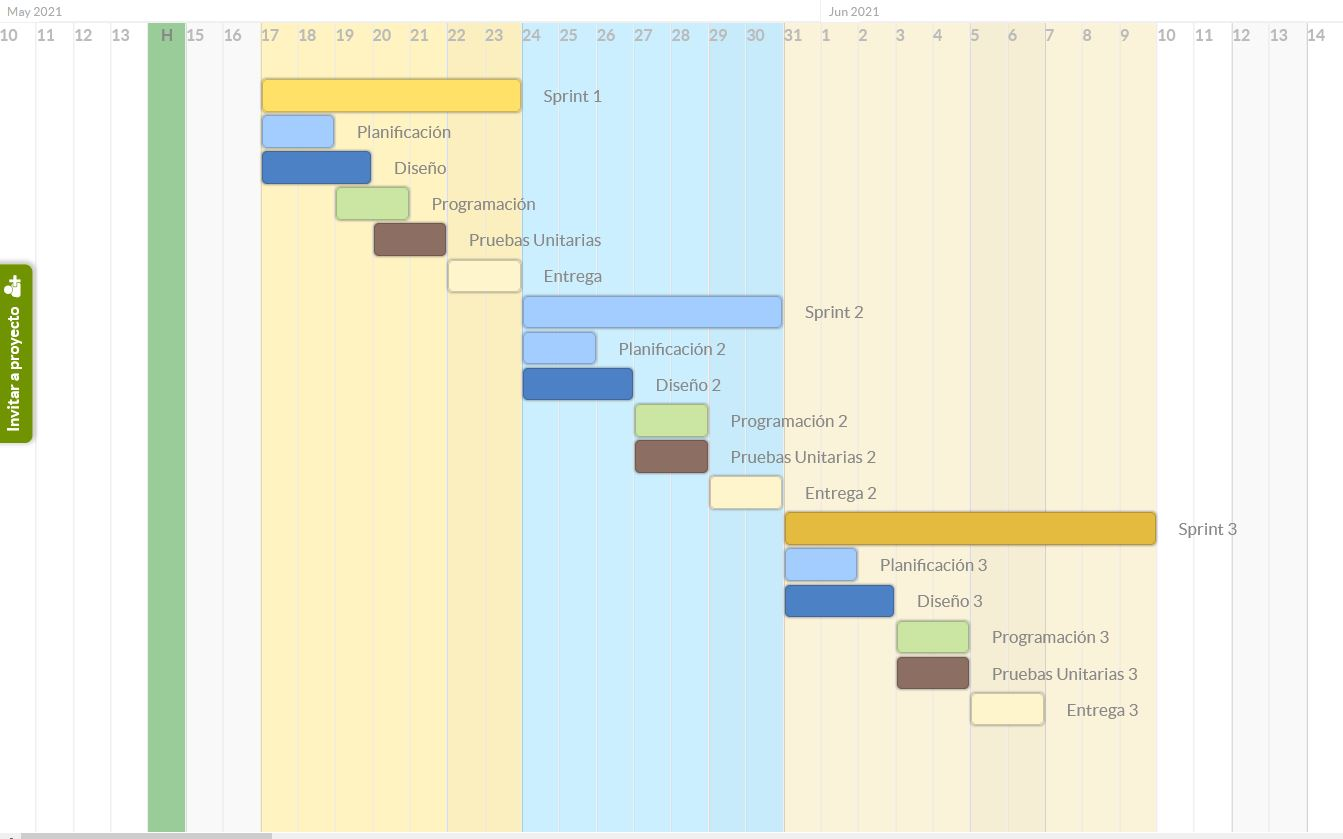 May 2021 Jun 2021
10 11 12 13 H 15 16 17 18 19 20 21 22 23 24 25 26 27 28 29 30 31 1 2 3 4 5 6 7 8 9 10 11 12 13 14
Sprint 1
Planificación
Diseño
Programación
Pruebas Unitarias
Entrega
Sprint 2
Planificación 2
Diseño 2
Programación 2
Pruebas Unitarias 2
Entrega 2
Sprint 3
Planificación 3
Diseño 3
Programación 3
Pruebas Unitarias 3
Entrega 3
Invitar a proyecto